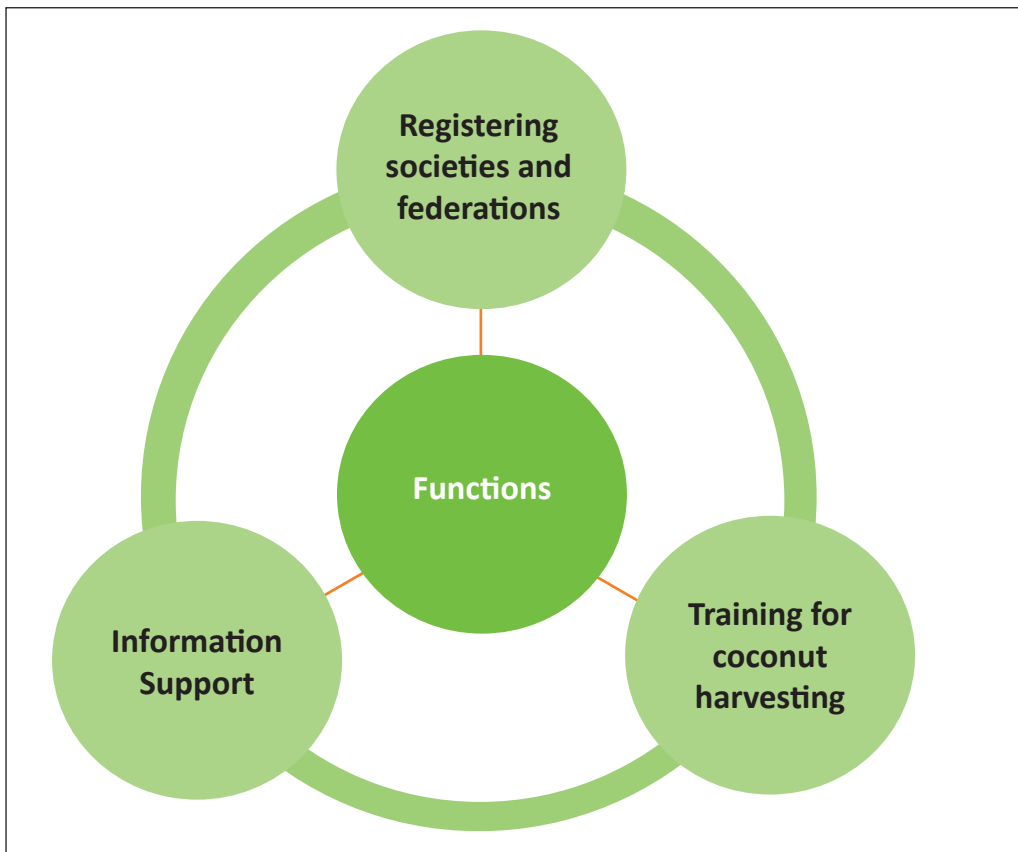 Registering
societies and
federations
Functions
Information
Support
Training for
coconut
harvesting